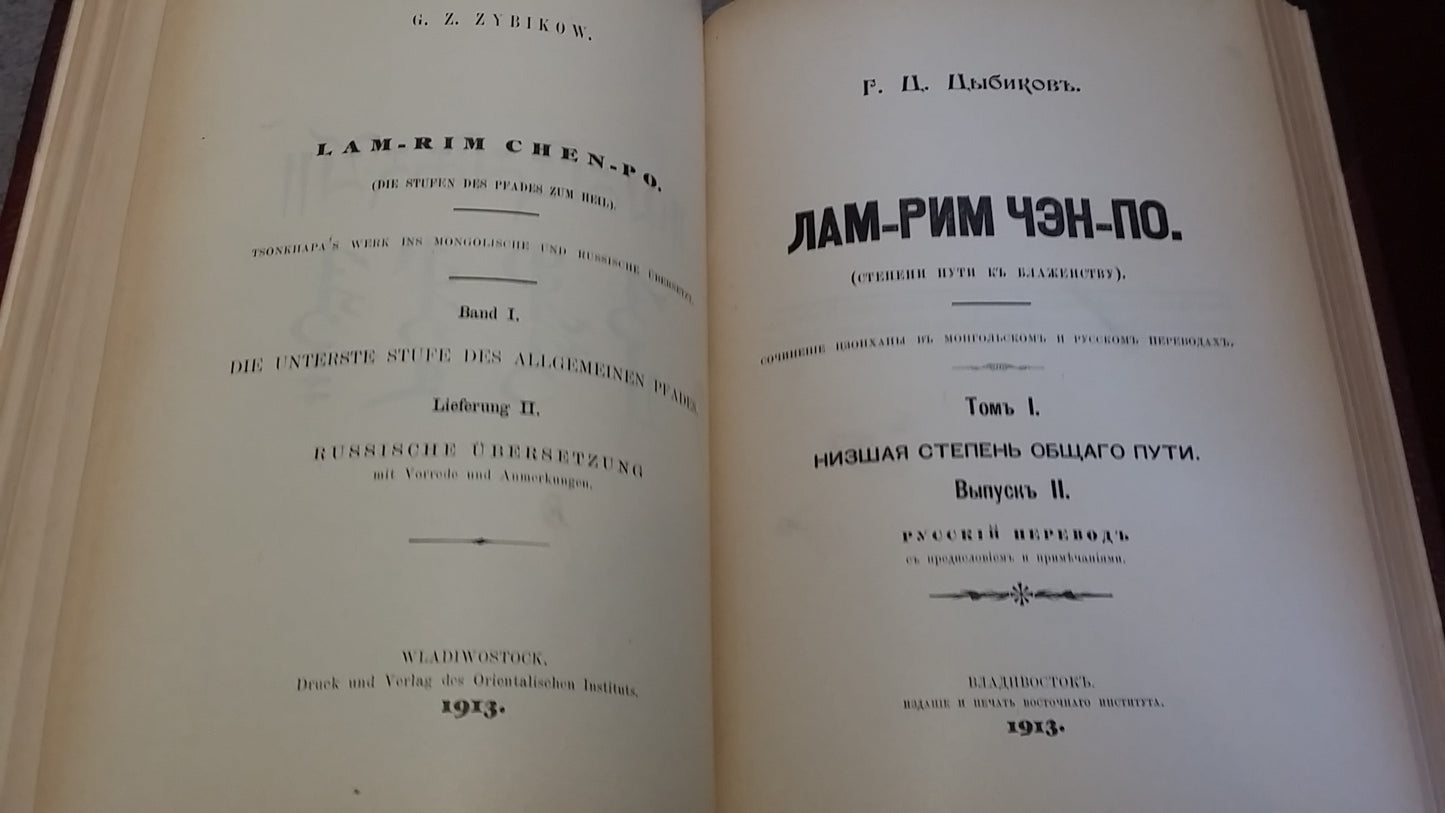 G. Z. ZYBIKOW.
LAM-RIM CHEN-PO.
(DIE STUFEN DES PFADES ZUM HEIL).
TSONKHAPA'S WERK INS MONGOLISCHE UND RUSSISCHE ÜBERSETZT.
Band I.
DIE UNTERSTE STUFE DES ALLGEMEINEN PFADES.
Lieferung II.
RUSSISCHE ÜBERSETZUNG
mit Vorrede und Anmerkungen.
WLADIWOSTOCK.
Druck und Verlag des Orientalischen Instituts.
1913.
Г. Ц. Цыбиковъ.
ЛАМ-РИМ ЧЭН-ПО.
(СТЕПЕНИ ПУТИ КЪ БЛАЖЕНСТВУ).
СОЧИНЕНІЕ ЦЗОНХАПЫ ВЪ МОНГОЛЬСКОМЪ И РУССКОМЪ ПЕРЕВОДАХЪ.
Томъ I.
НИЗШАЯ СТЕПЕНЬ ОБЩАГО ПУТИ.
Выпускъ II.
РУССКІЙ ПЕРЕВОДЪ
съ предисловіемъ и примѣчаніями.
ВЛАДИВОСТОКЪ.
ИЗДАНІЕ И ПЕЧАТЬ ВОСТОЧНАГО ИНСТИТУТА.
1913.